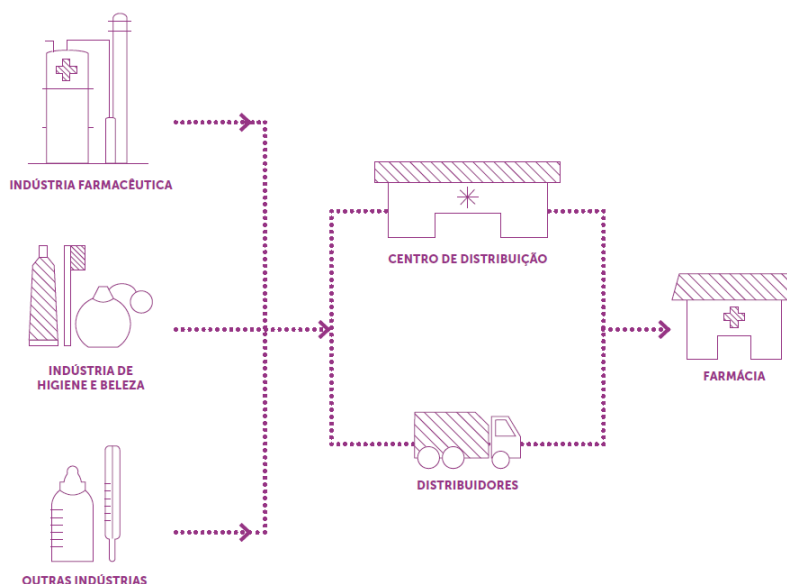 INDÚSTRIA FARMACÊUTICA
CENTRO DE DISTRIBUIÇÃO
INDÚSTRIA DE
HIGIENE E BELEZA
FARMÁCIA
DISTRIBUIDORES
OUTRAS INDÚSTRIAS